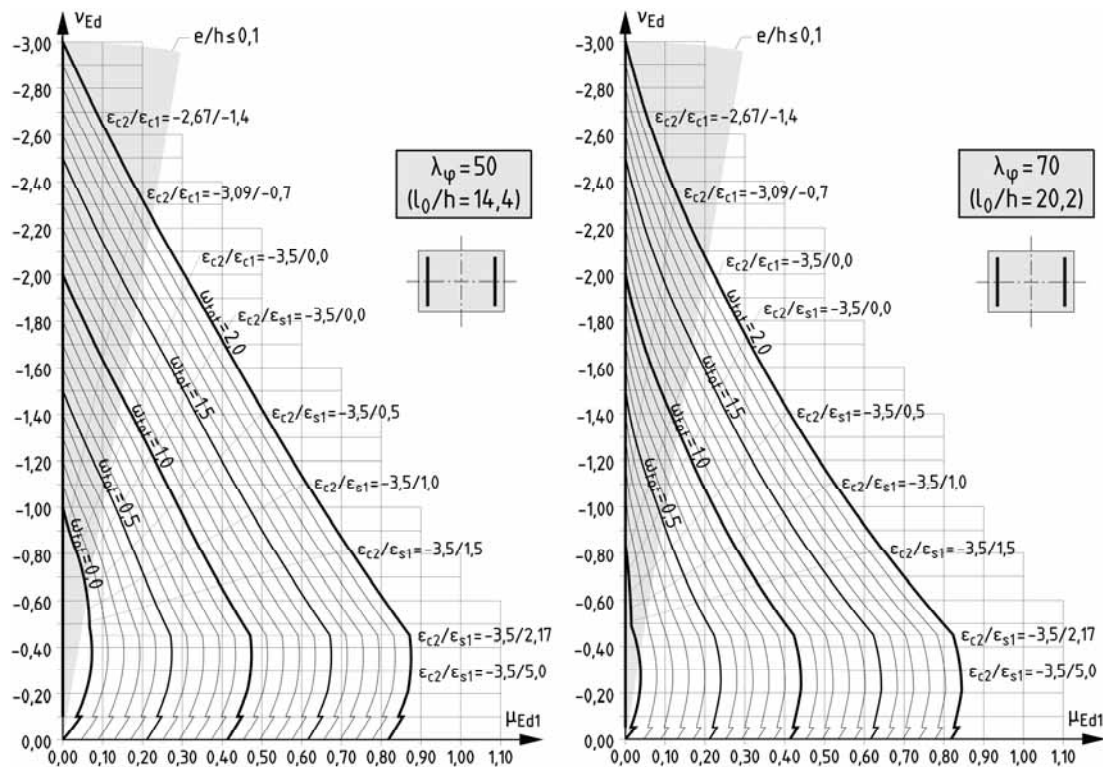 νEd
e/h ≤ 0,1
-3,00
-2,80
εc2/εc1 = -2,67/-1,4
-2,60
λφ = 50
(l0/h = 14,4)
-2,40
εc2/εc1 = -3,09/-0,7
-2,20
εc2/εc1 = -3,5/0,0
-2,00
εc2/εs1 = -3,5/0,0
-1,80
ωtot = 2,0
-1,60
ωtot = 1,5
-1,40
εc2/εs1 = -3,5/0,5
ωtot = 1,0
-1,20
ωtot = 0,5
εc2/εs1 = -3,5/1,0
-1,00
ωtot = 0,0
-0,80
εc2/εs1 = -3,5/1,5
-0,60
εc2/εs1 = -3,5/2,17
-0,40
εc2/εs1 = -3,5/5,0
-0,20
μEd1
0,00
0,00 0,10 0,20 0,30 0,40 0,50 0,60 0,70 0,80 0,90 1,00 1,10
νEd
e/h ≤ 0,1
-3,00
-2,80
εc2/εc1 = -2,67/-1,4
-2,60
λφ = 70
(l0/h = 20,2)
-2,40
εc2/εc1 = -3,09/-0,7
-2,20
εc2/εc1 = -3,5/0,0
-2,00
εc2/εs1 = -3,5/0,0
-1,80
ωtot = 2,0
-1,60
ωtot = 1,5
-1,40
εc2/εs1 = -3,5/0,5
ωtot = 1,0
-1,20
ωtot = 0,5
εc2/εs1 = -3,5/1,0
-1,00
-0,80
εc2/εs1 = -3,5/1,5
-0,60
εc2/εs1 = -3,5/2,17
-0,40
εc2/εs1 = -3,5/5,0
-0,20
μEd1
0,00
0,00 0,10 0,20 0,30 0,40 0,50 0,60 0,70 0,80 0,90 1,00 1,10